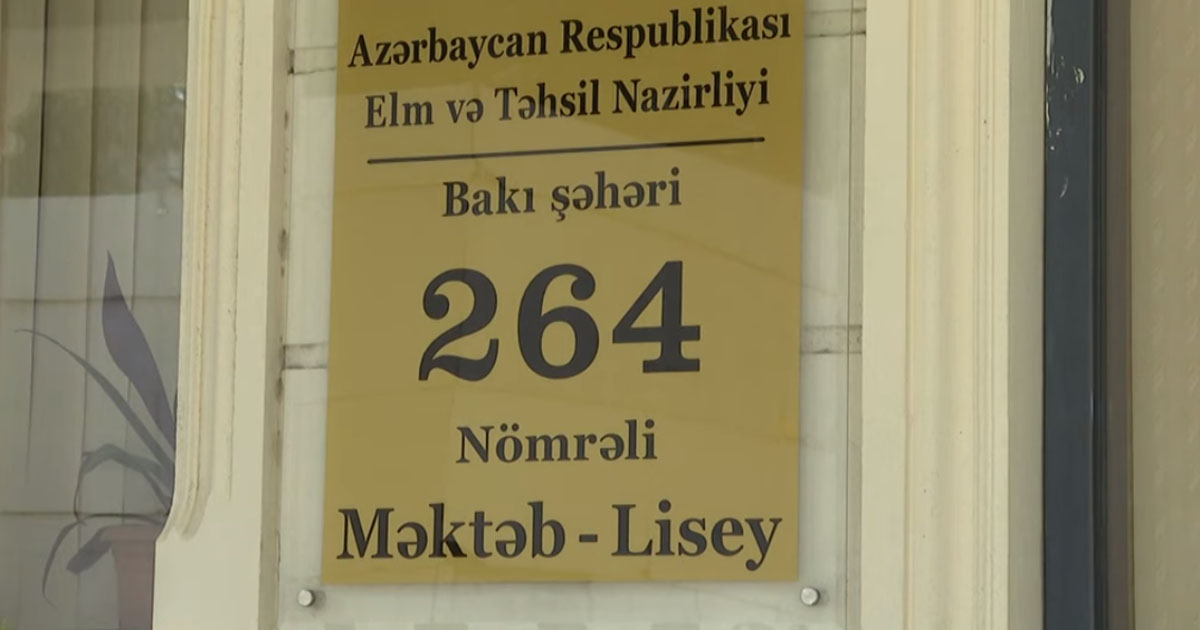 Azərbaycan Respublikası
Elm və Təhsil Nazirliyi
Bakı şəhəri
264
Nömrəli
Məktəb - Lisey